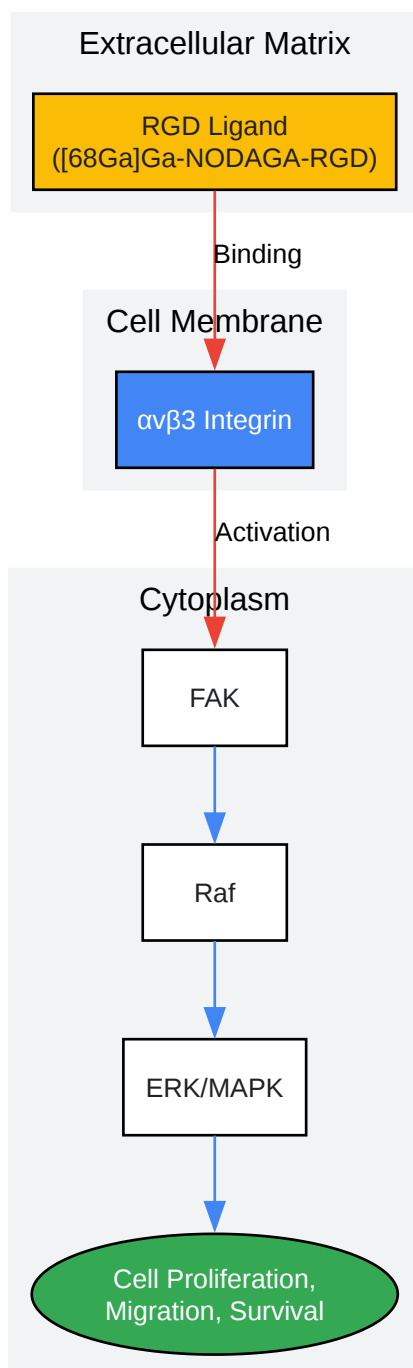 Extracellular Matrix
RGD Ligand
([68Ga]Ga-NODAGA-RGD)
Binding
Cell Membrane
αvβ3 Integrin
Activation
Cytoplasm
FAK
Raf
ERK/MAPK
Cell Proliferation,
Migration, Survival